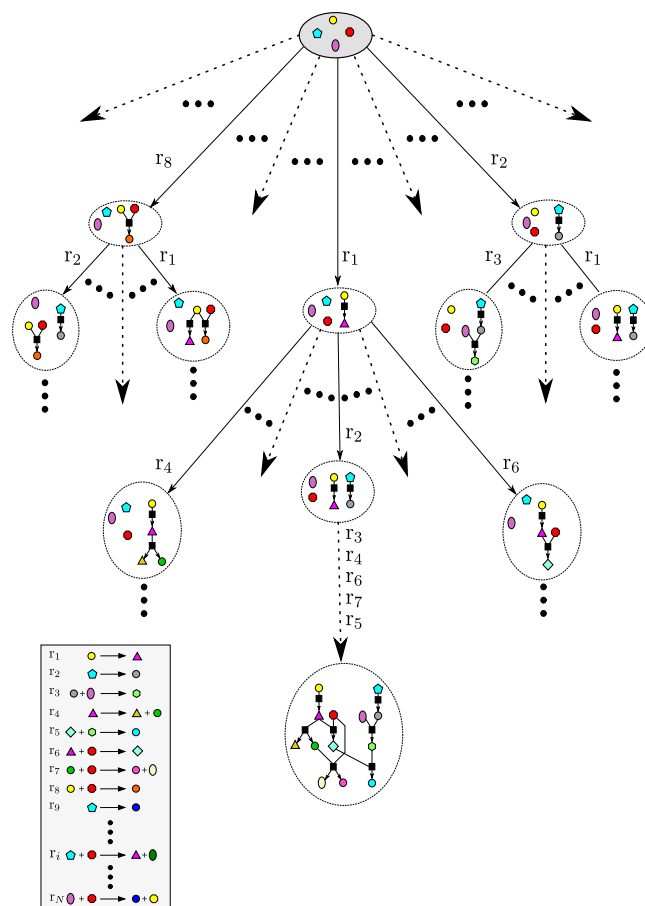 r₈
r₂
r₁
r₂
r₁
r₃
r₁
r₂
r₄
r₆
r₃
r₄
r₆
r₇
r₅
r₁
r₂
r₃ +
r₄ +
r₅ +
r₆ +
r₇ + +
r₈ +
r₉
rᵢ + +
r_N + +